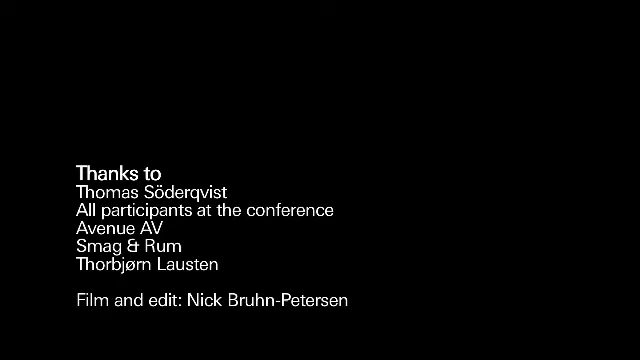 Thanks to
Thomas Söderqvist
All participants at the conference
Avenue AV
Smag & Rum
Thorbjørn Lausten
Film and edit: Nick Bruhn-Petersen